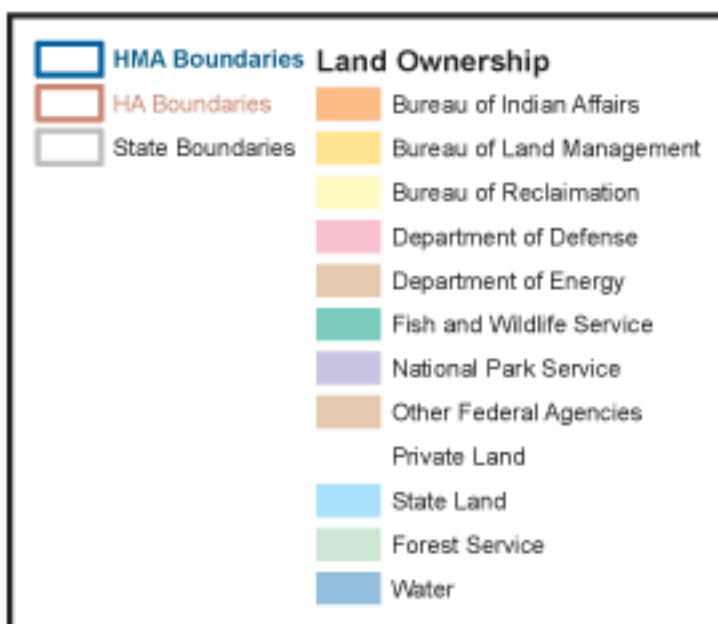 HMA Boundaries
HA Boundaries
State Boundaries
Land Ownership
Bureau of Indian Affairs
Bureau of Land Management
Bureau of Reclaimation
Department of Defense
Department of Energy
Fish and Wildlife Service
National Park Service
Other Federal Agencies
Private Land
State Land
Forest Service
Water